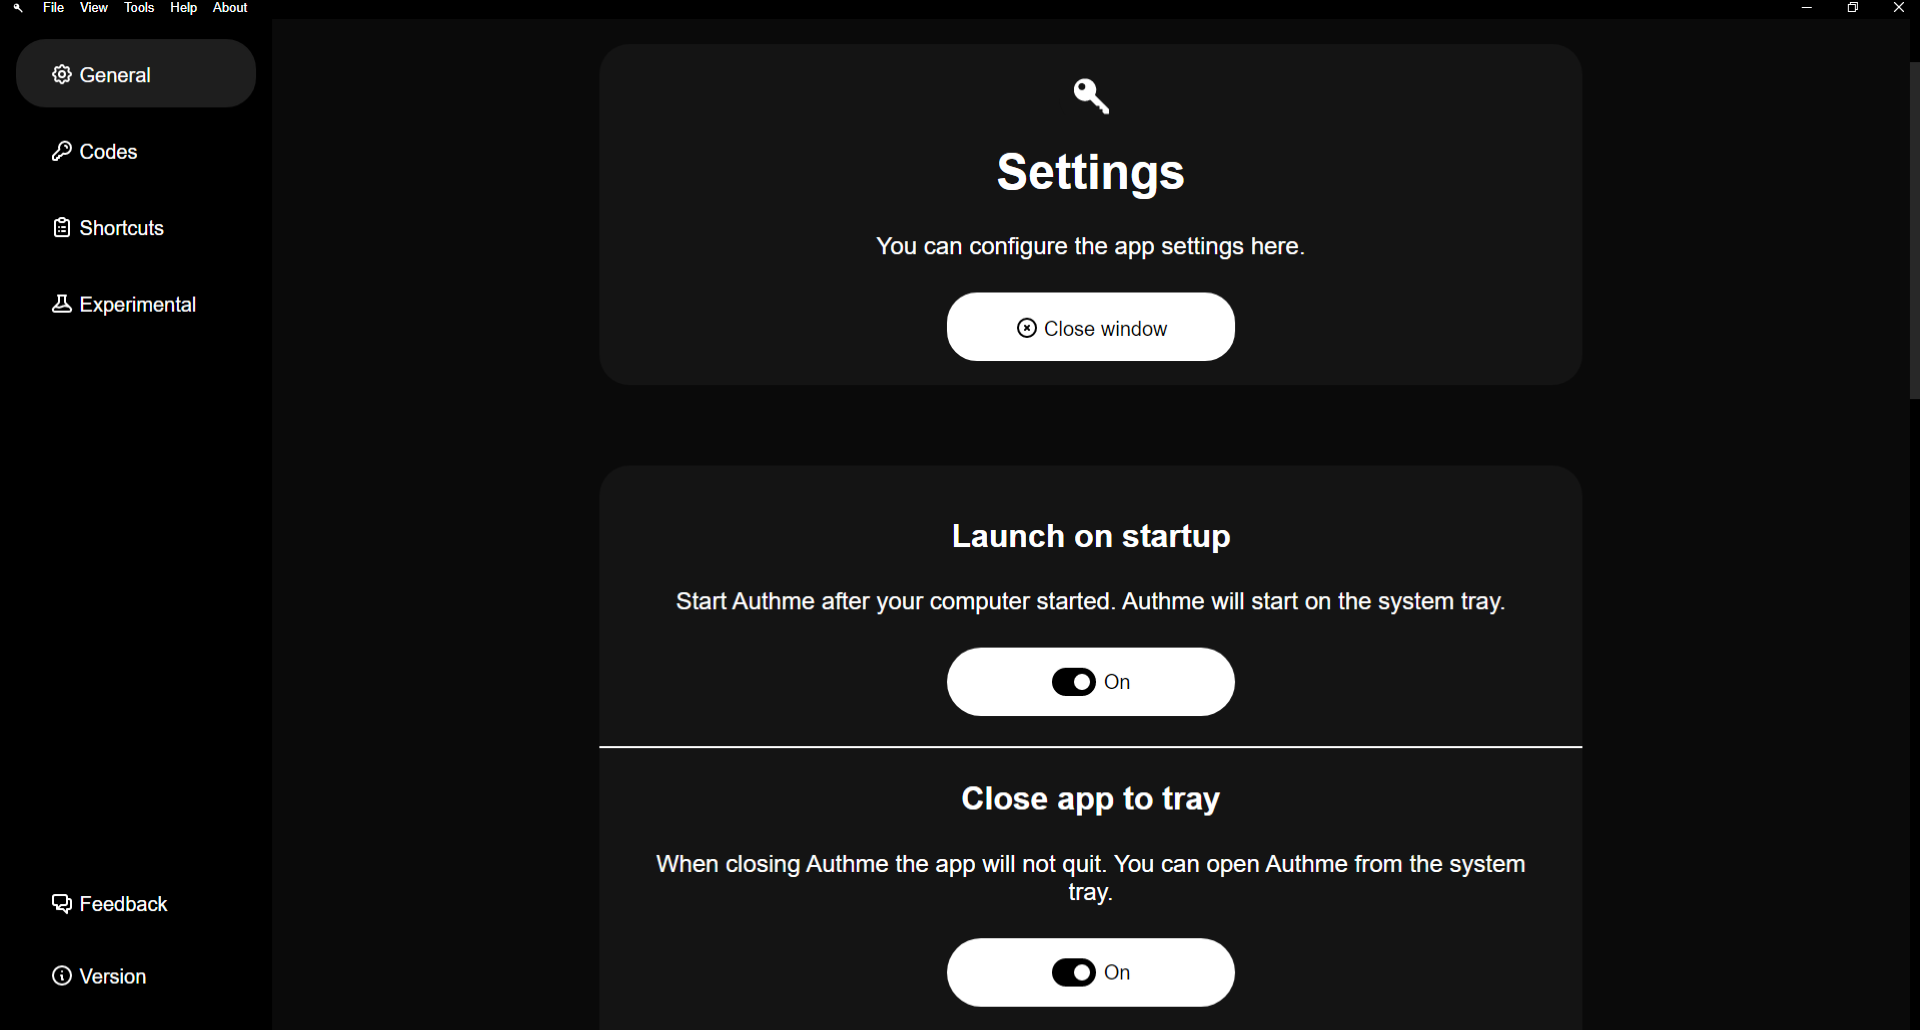 File View Tools Help About
General
Codes
Shortcuts
Experimental
Feedback
Version
Settings
You can configure the app settings here.
Close window
Launch on startup
Start Authme after your computer started. Authme will start on the system tray.
On
Close app to tray
When closing Authme the app will not quit. You can open Authme from the system
tray.
On